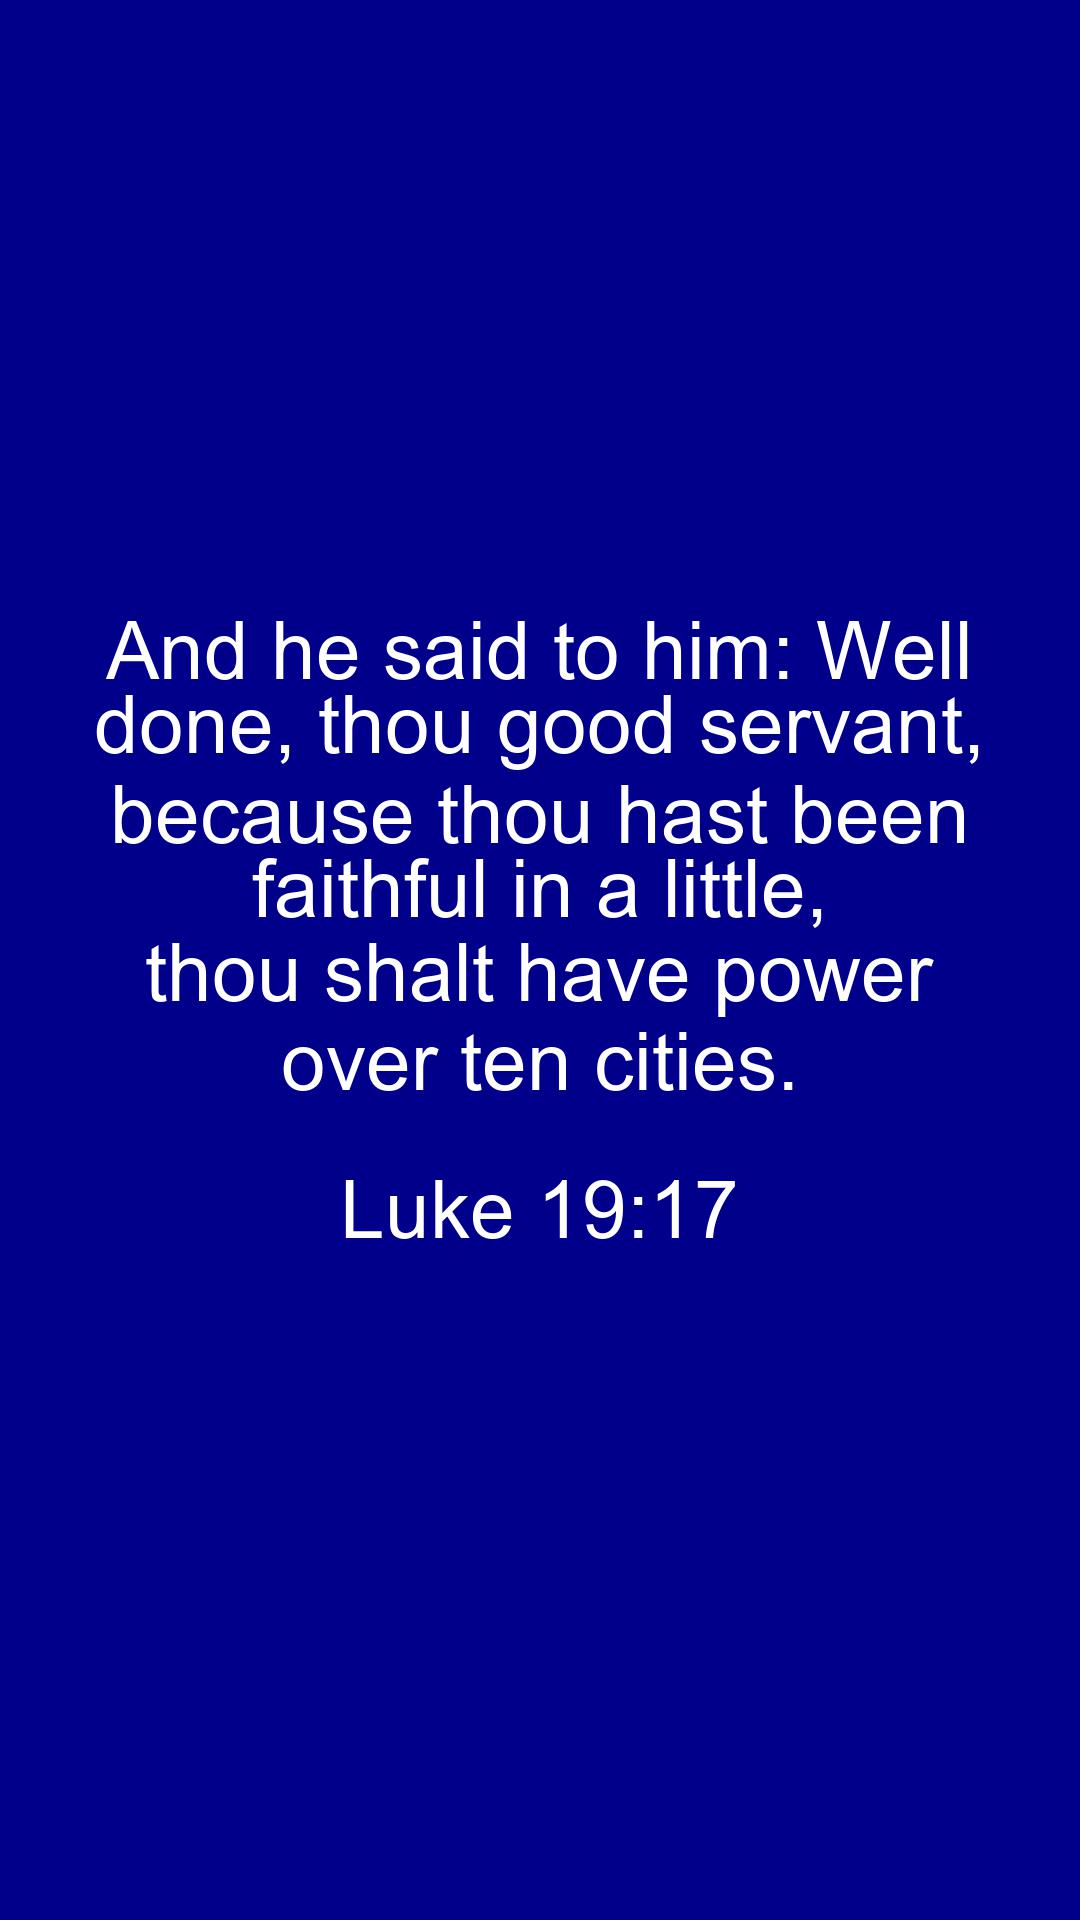 And he said to him: Well
done, thou good servant,
because thou hast been
faithful in a little,
thou shalt have power
over ten cities.
Luke 19:17